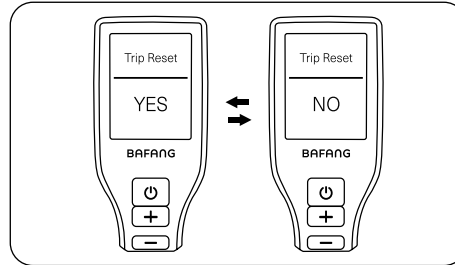 Trip Reset
YES
BAFANG
Trip Reset
NO
BAFANG